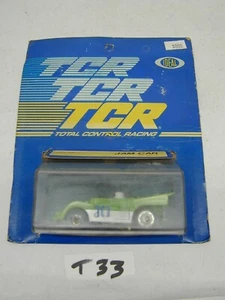 IDEAL
TCR
TCR
TCR
TOTAL CONTROL RACING
JAM CAR
T33